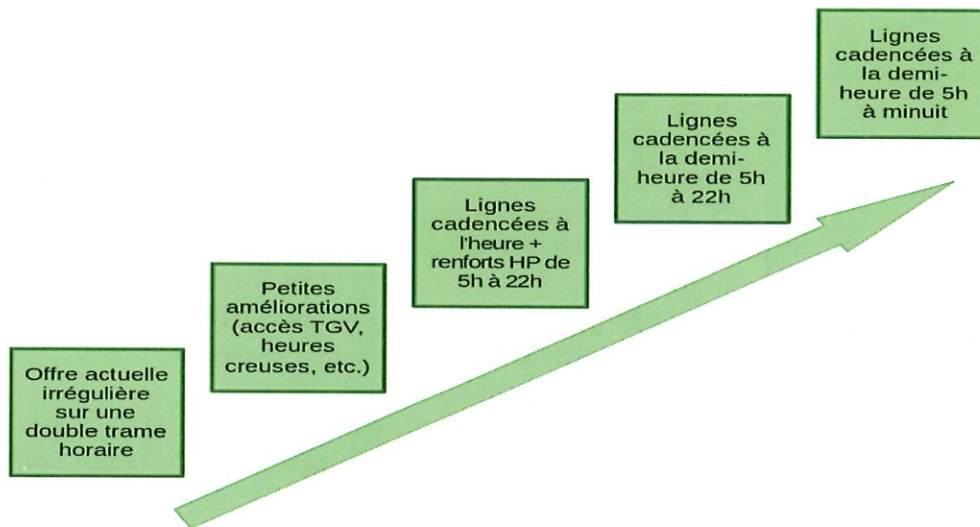 Offre actuelle
irrégulière
sur une
double trame
horaire
Petites
améliorations
(accès TGV,
heures
creuses, etc.)
Lignes
cadencées à
l'heure +
renforts HP de
5h à 22h
Lignes
cadencées à
la demi-
heure de 5h
à 22h
Lignes
cadencées à
la demi-
heure de 5h
à minuit